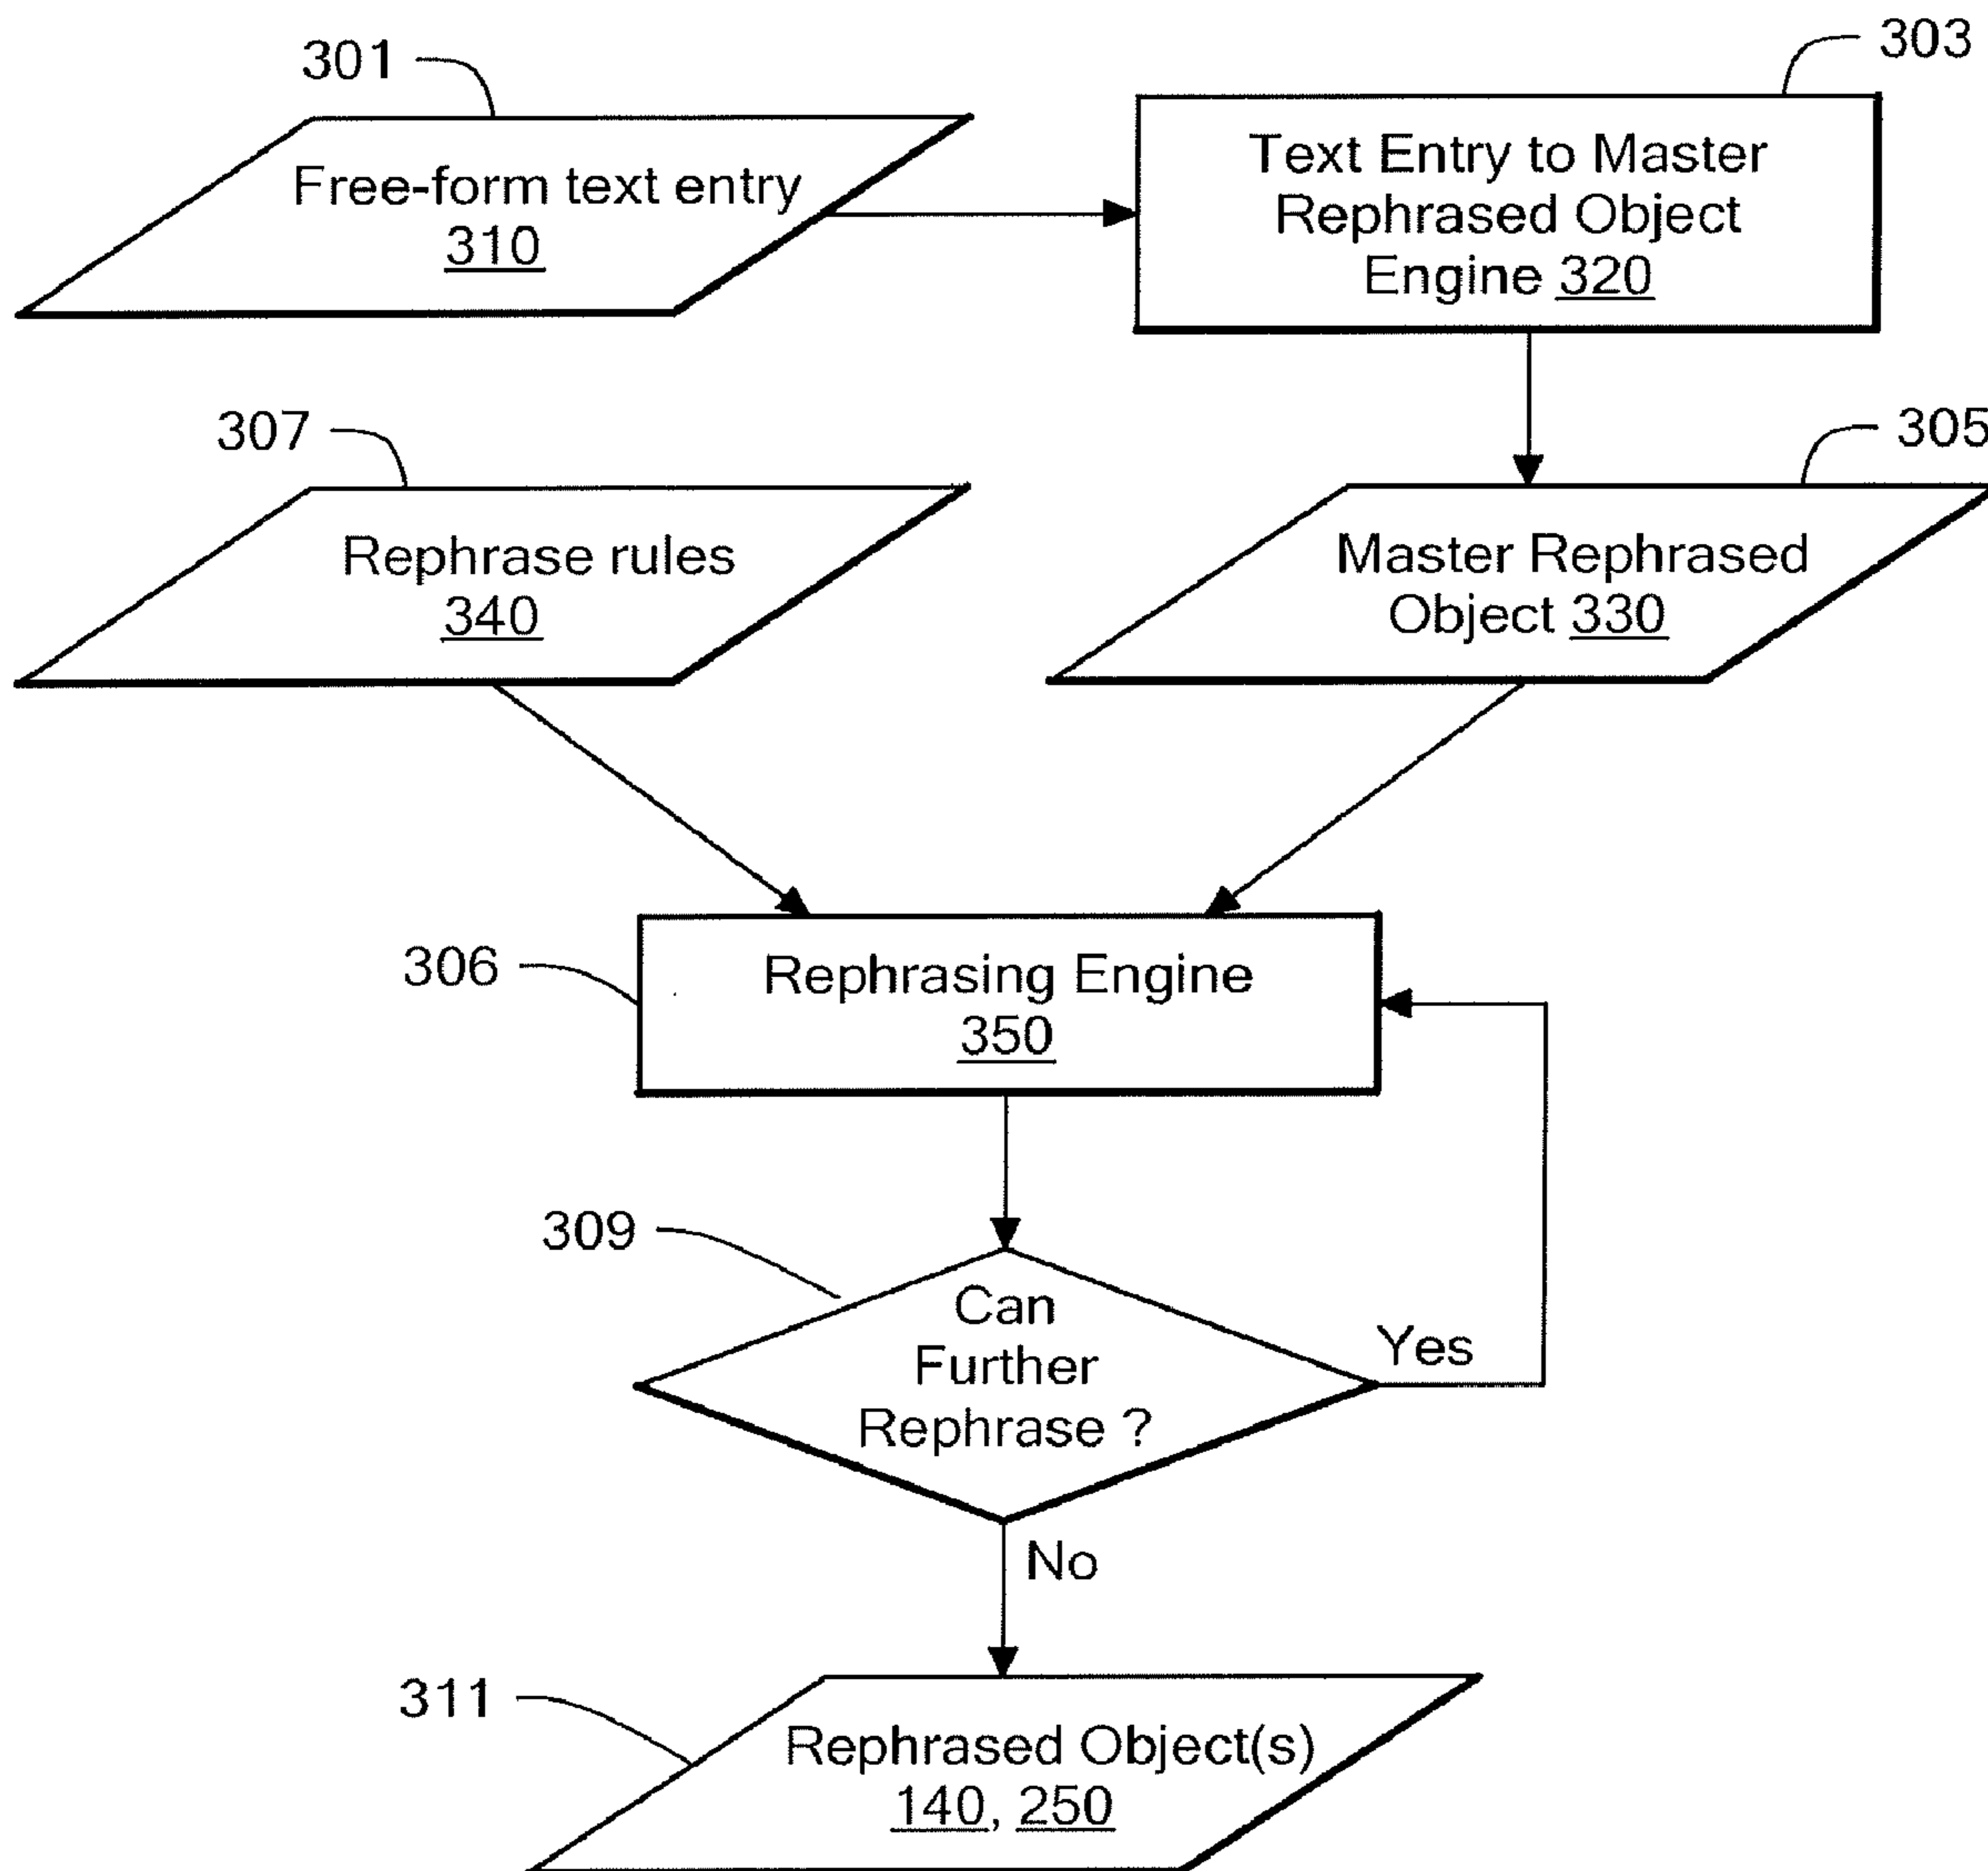 301
303
Free-form text entry
310
Text Entry to Master
Rephrased Object
Engine 320
307
305
Rephrase rules
340
Master Rephrased
Object 330
306
Rephrasing Engine
350
309
Can
Further
Rephrase ?
Yes
No
311
Rephrased Object(s)
140, 250